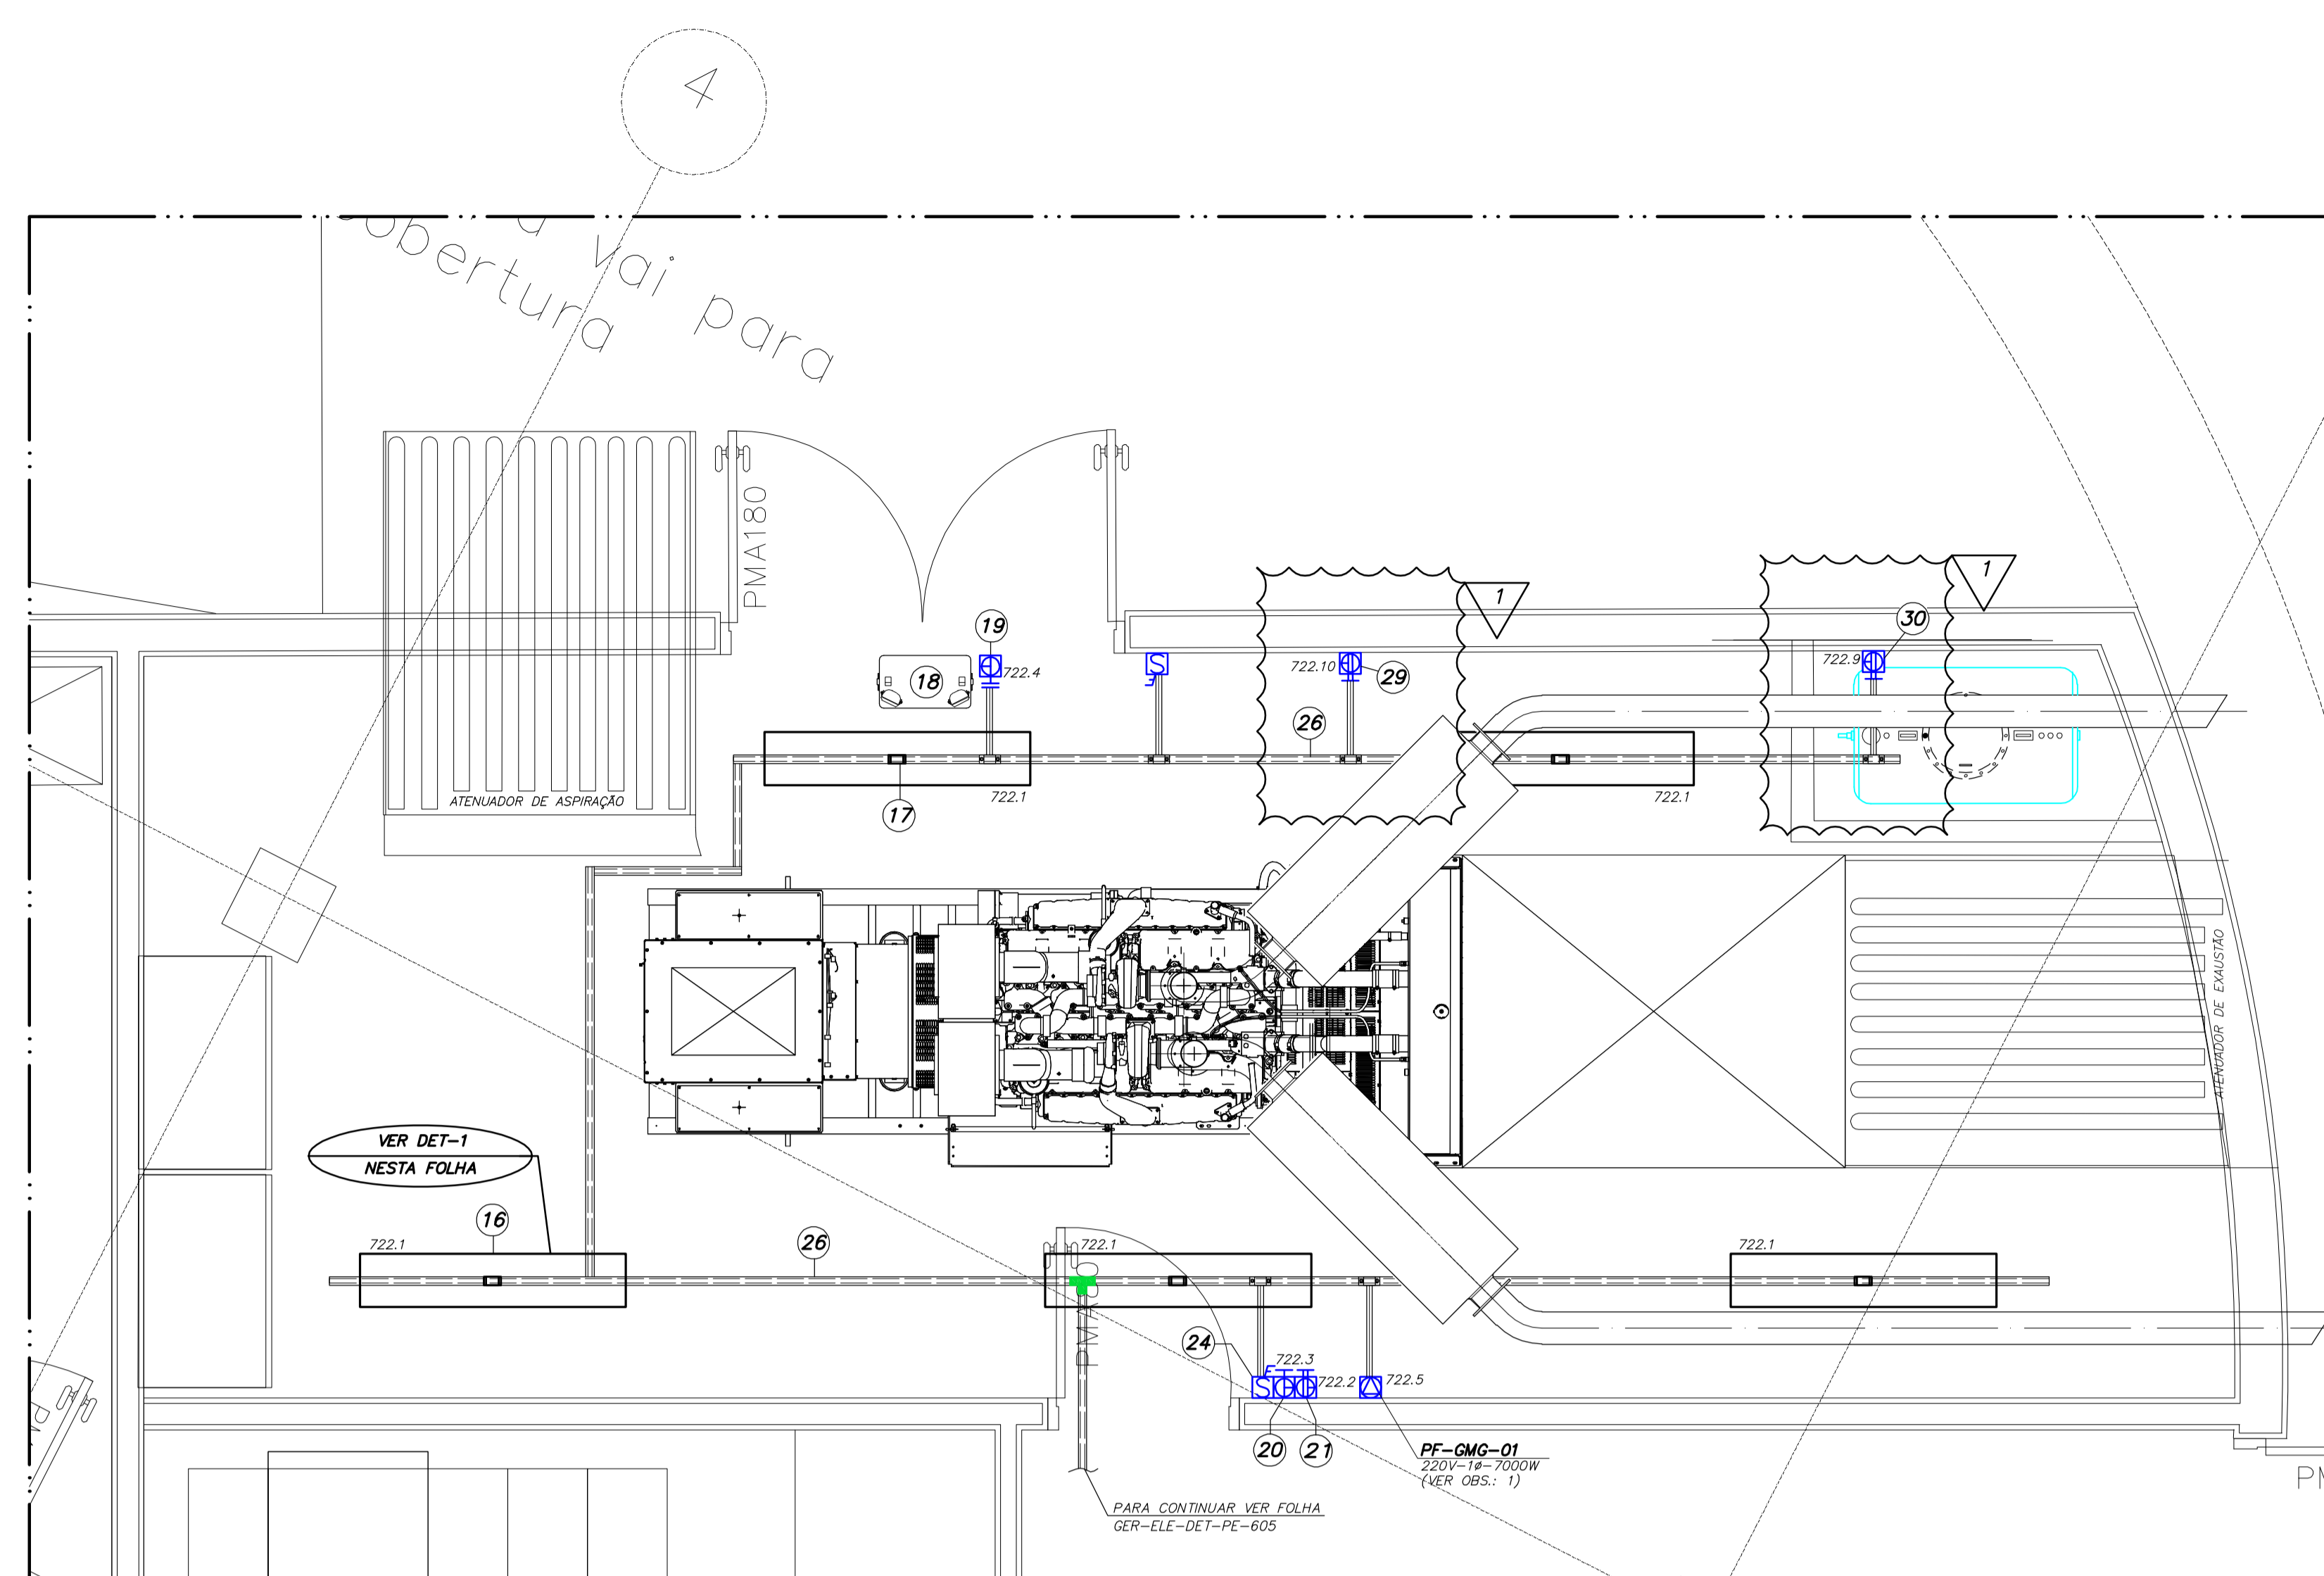 4
vai para
obertura
PMA180
1
1
19
30
722.4
18
722.10
29
722.9
26
ATENUADOR DE ASPIRAÇÃO
17
722.1
722.1
ATENUADOR DE EXAUSTÃO
VER DET-1
NESTA FOLHA
16
26
722.1
722.1
722.1
24
722.3
722.2
722.5
20
21
PF-GMG-01
220V-1ø-7000W
(VER OBS.: 1)
PARA CONTINUAR VER FOLHA
GER-ELE-DET-PE-605